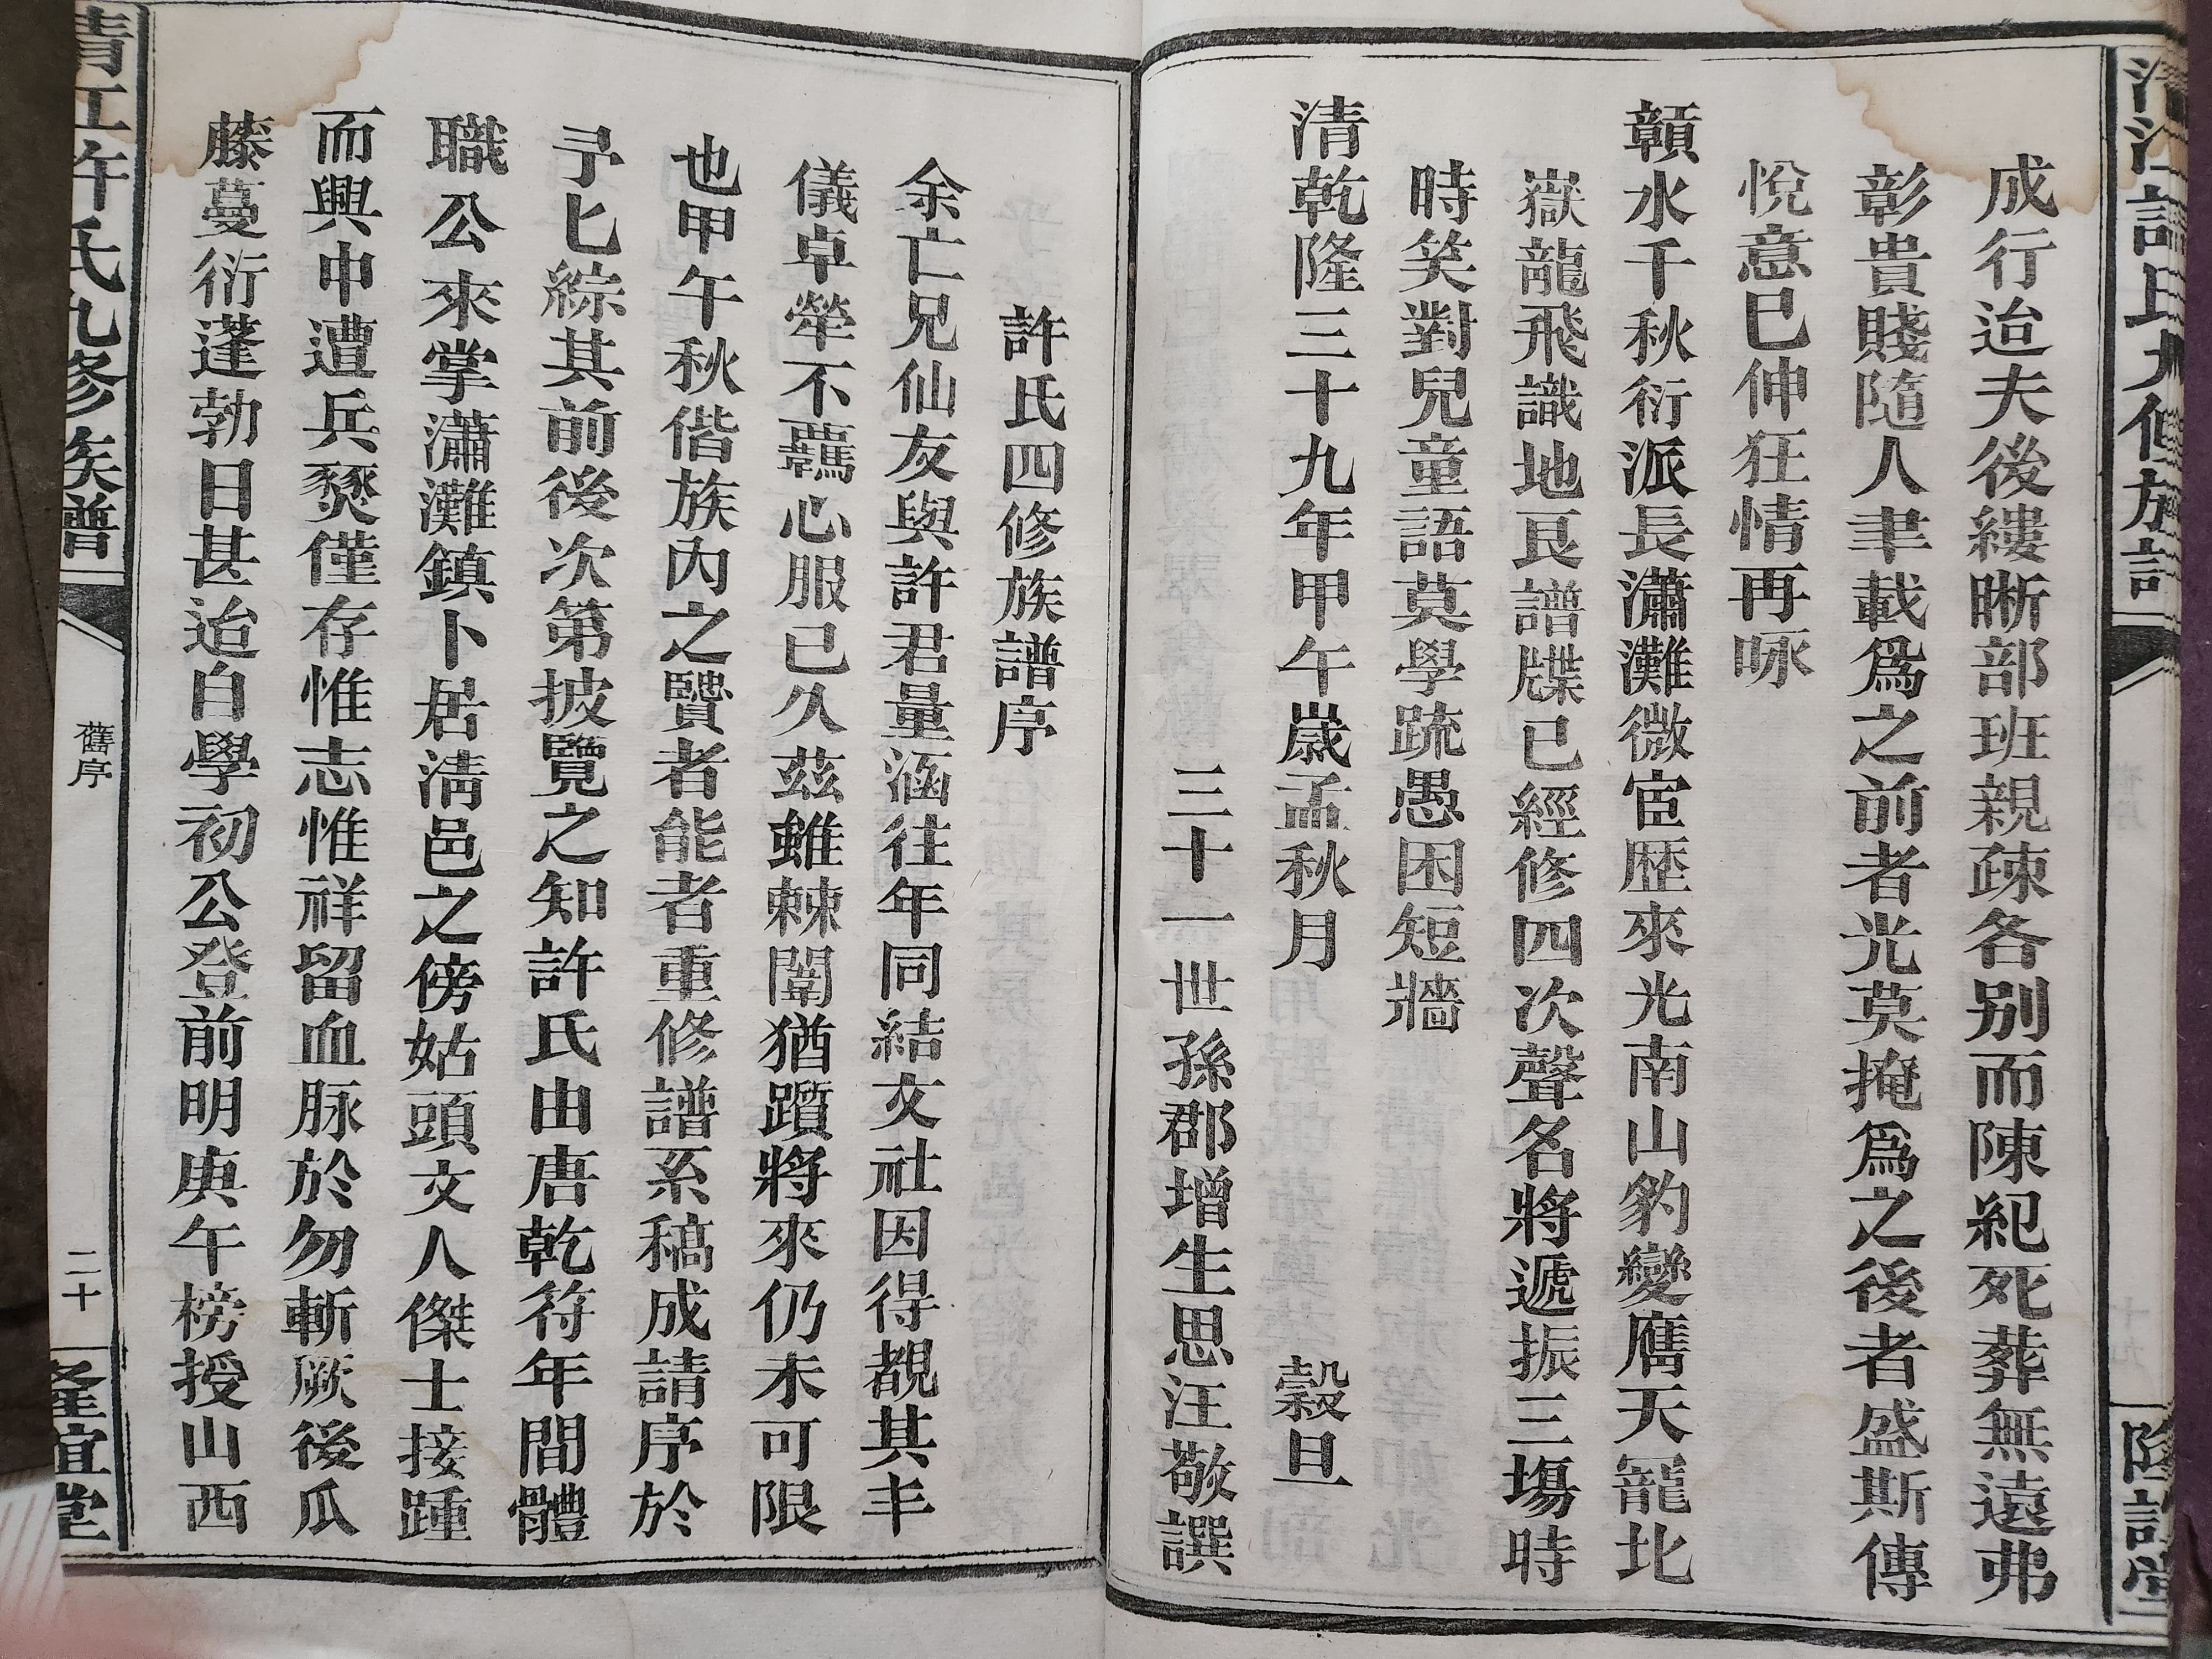 成行迨夫後縷晰部班親疎各別而陳紀死葬無遠弗
彰貴賤隨人聿載爲之前者光莫掩爲之後者盛斯傳
悅意已伸狂情再咏
贛水千秋衍派長瀟灘微宦歴來光南山豹變鷹天寵北
嶽龍飛識地艮譜牒已經修四次聲名將遞振三場時
時笑對兒童語莫學疏愚困短牆
清乾隆三十九年甲午嵗孟秋月 穀旦
三十一世孫郡增生思汪敬譔
許氏四修族譜序
余亡兄仙友與許君量涵往年同結文社因得覩其丰
儀卓犖不羈心服已久茲雖棘闈猶躓將來仍未可限
也甲午秋偕族內之賢者能者重修譜系稿成請序於
予匕綜其前後次第披覽之知許氏由唐乾符年間體
職公來掌瀟灘鎮卜居淸邑之傍姑頭文人傑士接踵
而興中遭兵燹僅存惟志惟祥留血脉於勿斬厥後瓜
藤蔓衍蓬勃日甚迨自學初公登前明庚午榜授山西
清江許氏九修族譜
舊序
二十
隆誼堂